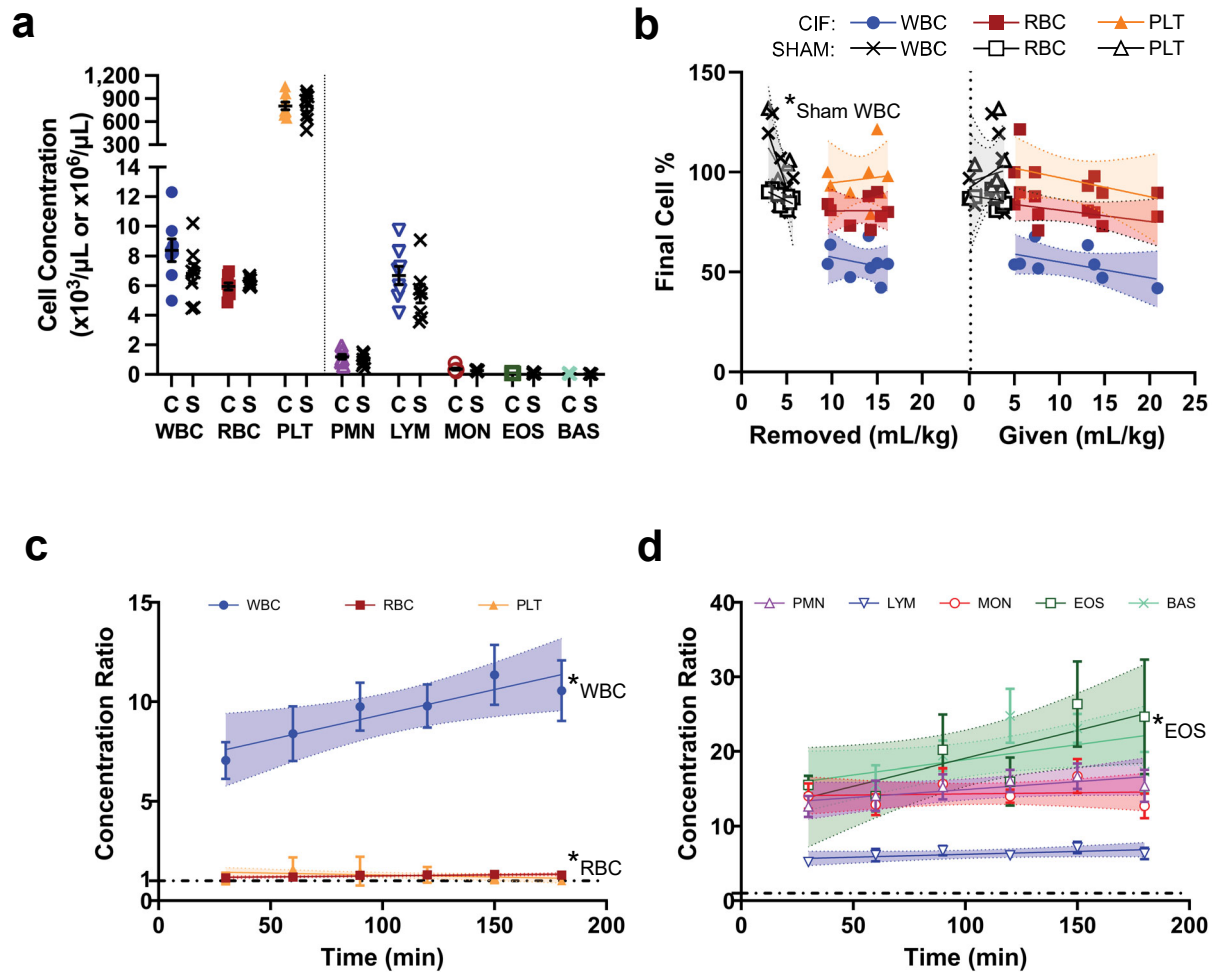 a
Cell Concentration
(x10³/µL or x10⁶/µL)
1,200
900
600
300
14
12
10
8
6
4
2
0
C S C S C S C S C S C S C S C S
WBC RBC PLT PMN LYM MON EOS BAS
b
CIF: WBC RBC PLT
SHAM: WBC RBC PLT
Final Cell %
150
100
50
0
*Sham WBC
0 5 10 15 20 0 5 10 15 20 25
Removed (mL/kg) Given (mL/kg)
c
WBC RBC PLT
Concentration Ratio
15
10
5
1
0
*WBC
*RBC
0 50 100 150 200
Time (min)
d
PMN LYM MON EOS BAS
Concentration Ratio
40
30
20
10
0
*EOS
0 50 100 150 200
Time (min)